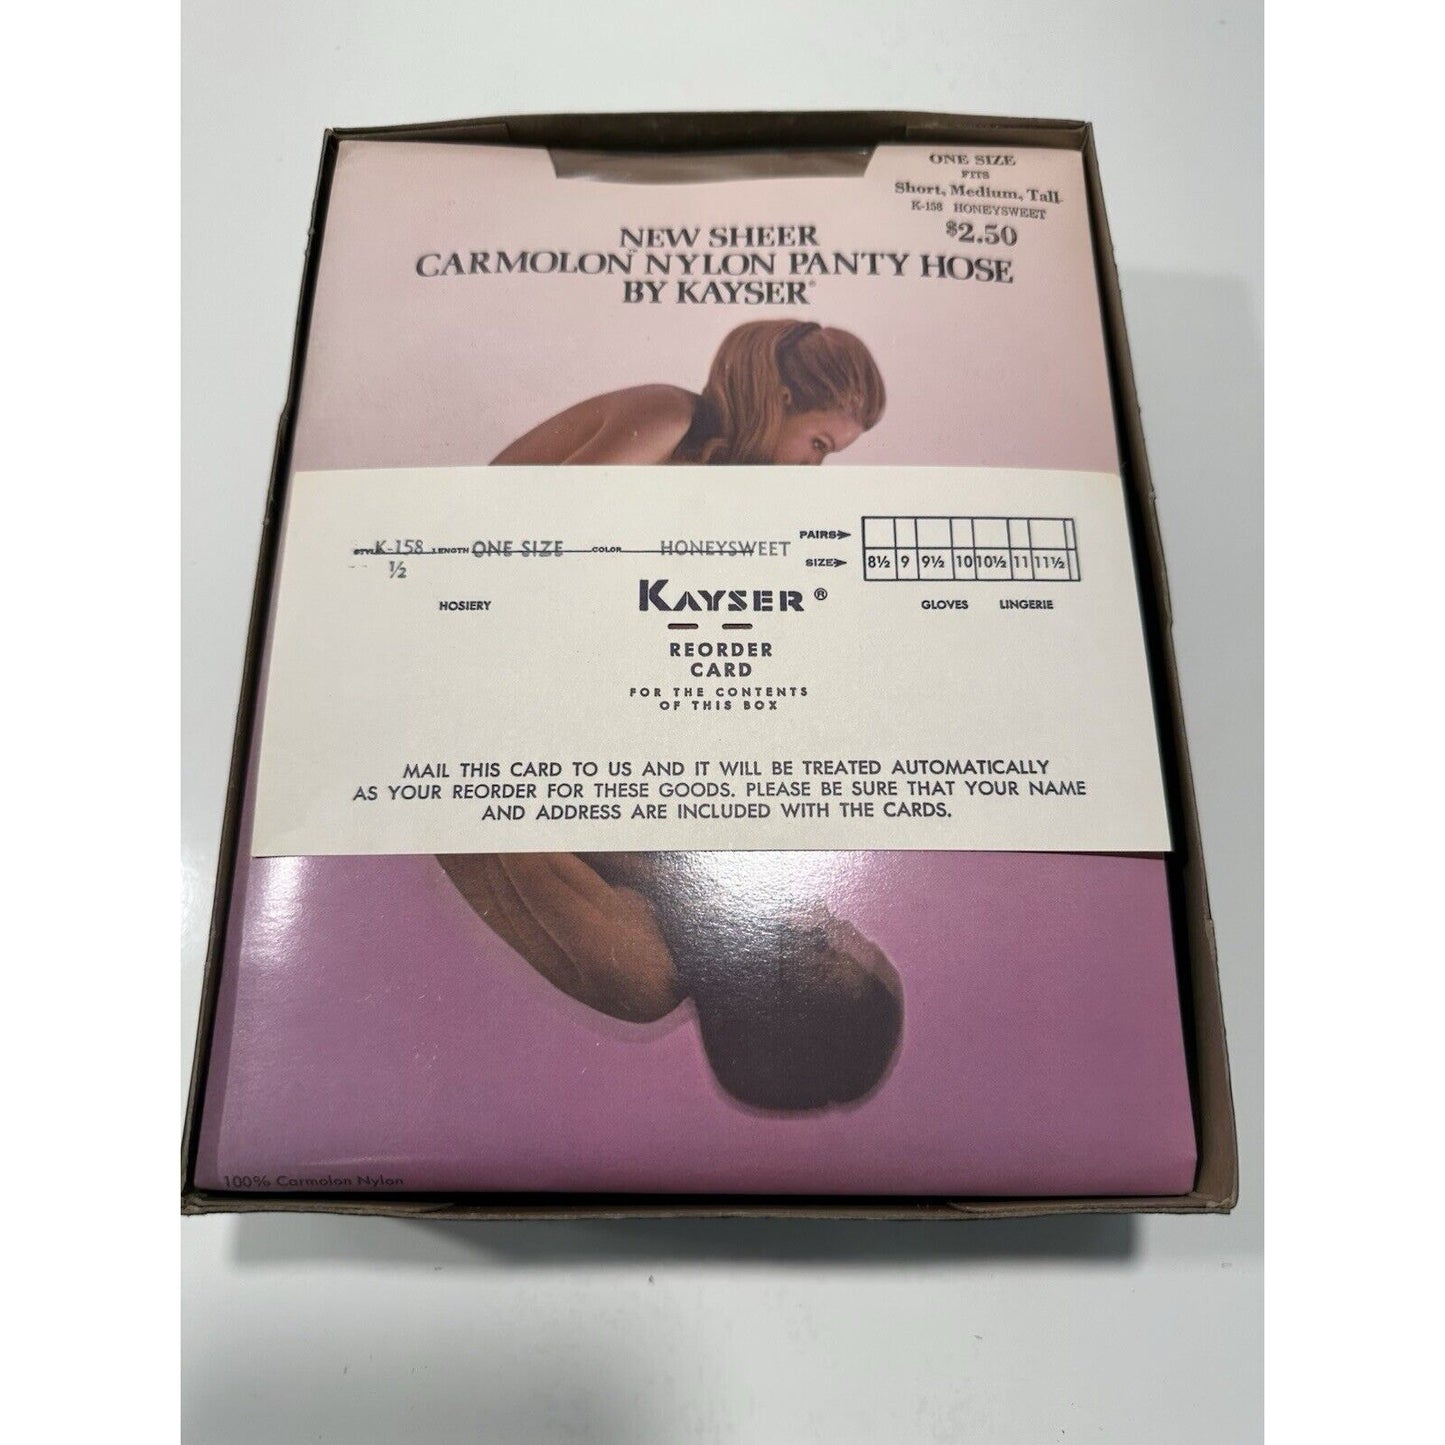 ONE SIZE
FITS
Short, Medium, Tall
K-158 HONEYSWEET
$2.50
NEW SHEER
CARMOLON™ NYLON PANTY HOSE
BY KAYSER®
STYLE K-158 LENGTH ONE SIZE COLOR HONEYSWEET
½
PAIRS
SIZE 8½ 9 9½ 10 10½ 11 11½
HOSIERY KAYSER® GLOVES LINGERIE
REORDER
CARD
FOR THE CONTENTS
OF THIS BOX
MAIL THIS CARD TO US AND IT WILL BE TREATED AUTOMATICALLY
AS YOUR REORDER FOR THESE GOODS. PLEASE BE SURE THAT YOUR NAME
AND ADDRESS ARE INCLUDED WITH THE CARDS.
100% Carmolon Nylon